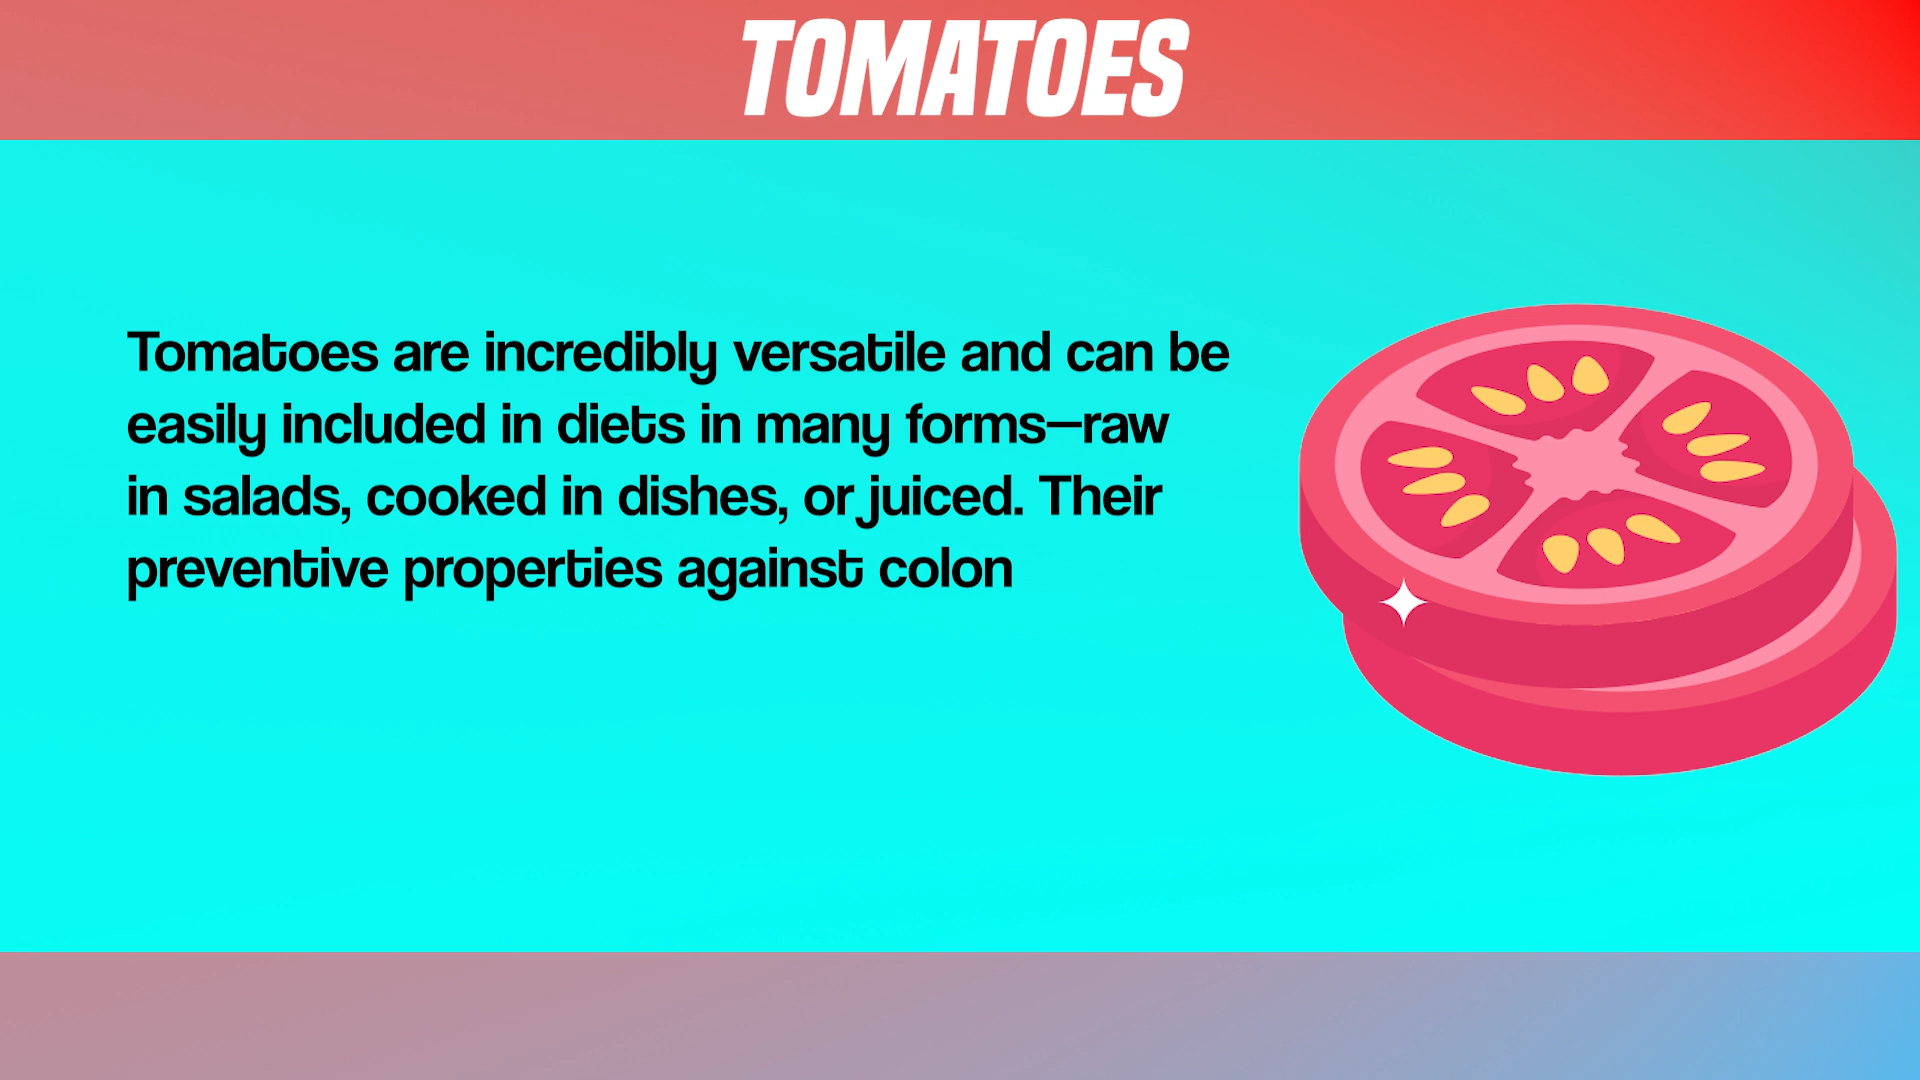 TOMATOES
Tomatoes are incredibly versatile and can be
easily included in diets in many forms—raw
in salads, cooked in dishes, or juiced. Their
preventive properties against colon